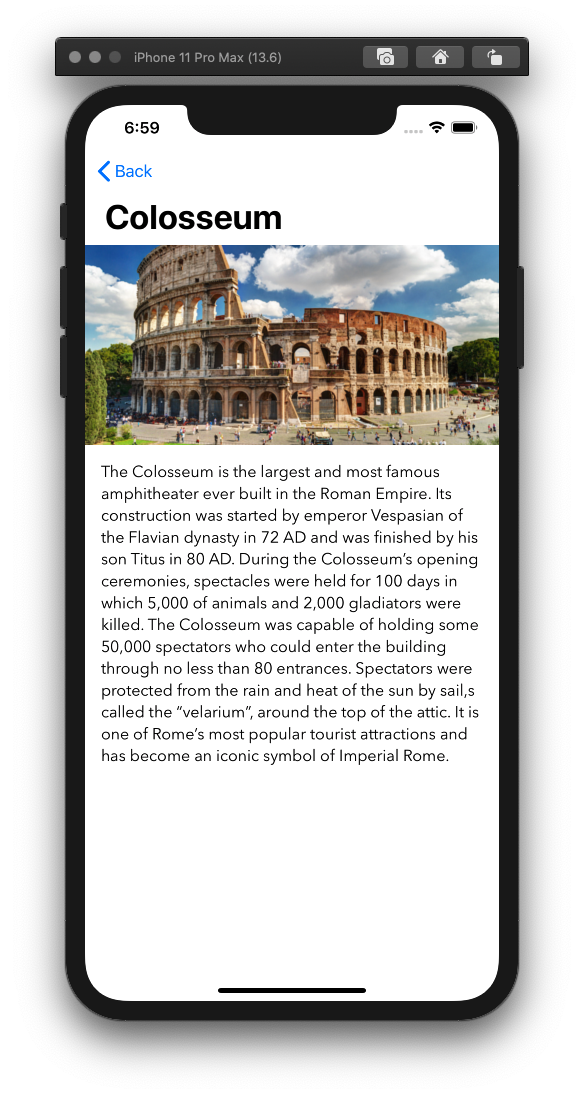 iPhone 11 Pro Max (13.6)
6:59
Back
Colosseum
The Colosseum is the largest and most famous
amphitheater ever built in the Roman Empire. Its
construction was started by emperor Vespasian of
the Flavian dynasty in 72 AD and was finished by his
son Titus in 80 AD. During the Colosseum’s opening
ceremonies, spectacles were held for 100 days in
which 5,000 of animals and 2,000 gladiators were
killed. The Colosseum was capable of holding some
50,000 spectators who could enter the building
through no less than 80 entrances. Spectators were
protected from the rain and heat of the sun by sail,s
called the “velarium”, around the top of the attic. It is
one of Rome’s most popular tourist attractions and
has become an iconic symbol of Imperial Rome.